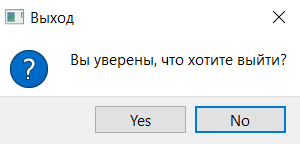 Выход
Вы уверены, что хотите выйти?
Yes
No